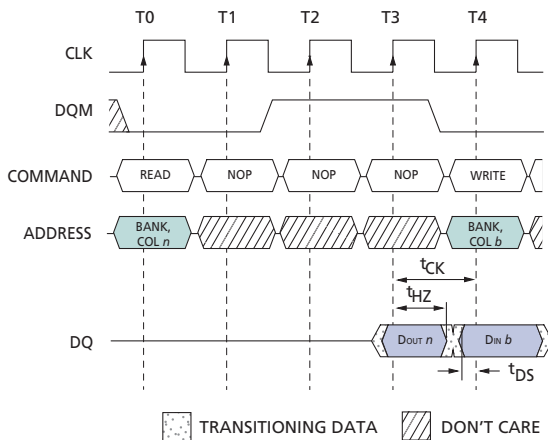 T0 T1 T2 T3 T4
CLK
DQM
COMMAND READ NOP NOP NOP WRITE
ADDRESS BANK, COL n BANK, COL b
tCK
tHZ
DQ DOUT n DIN b
tDS
TRANSITIONING DATA DON'T CARE